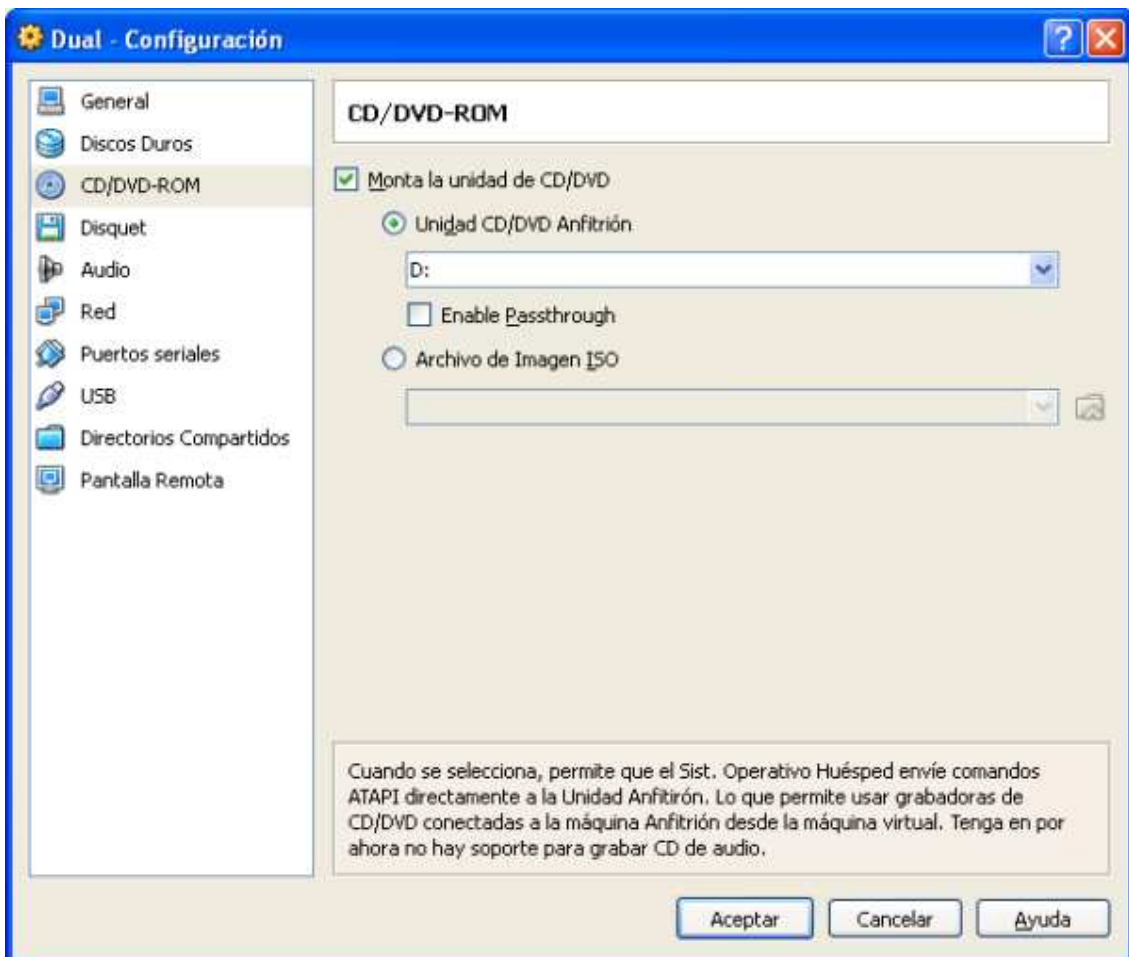 Dual - Configuración
General
Discos Duros
CD/DVD-ROM
Disquet
Audio
Red
Puertos seriales
USB
Directorios Compartidos
Pantalla Remota
CD/DVD-ROM
Monta la unidad de CD/DVD
Unidad CD/DVD Anfitrión
D:
Enable Passthrough
Archivo de Imagen ISO
Cuando se selecciona, permite que el Sist. Operativo Huésped envíe comandos
ATAPI directamente a la Unidad Anfitirón. Lo que permite usar grabadoras de
CD/DVD conectadas a la máquina Anfitrión desde la máquina virtual. Tenga en por
ahora no hay soporte para grabar CD de audio.
Aceptar
Cancelar
Ayuda